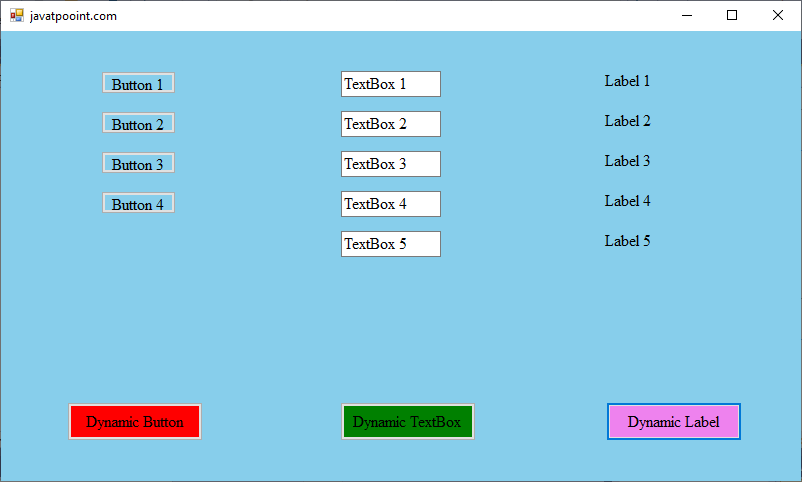 javatpooint.com
Button 1 TextBox 1 Label 1
Button 2 TextBox 2 Label 2
Button 3 TextBox 3 Label 3
Button 4 TextBox 4 Label 4
TextBox 5 Label 5
Dynamic Button Dynamic TextBox Dynamic Label